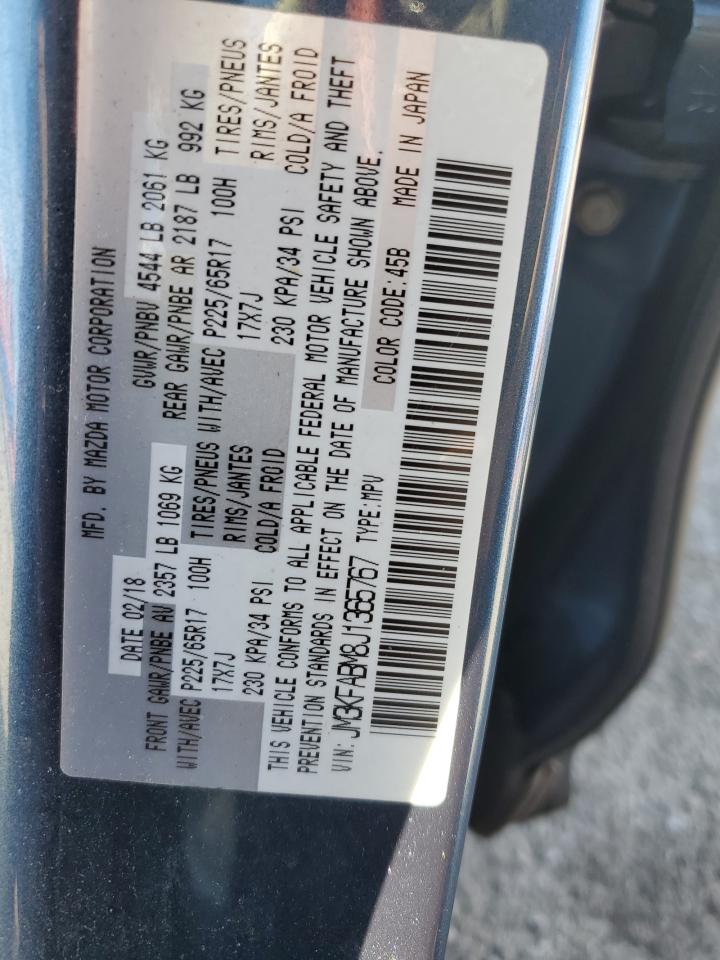 MFD. BY MAZDA MOTOR CORPORATION
DATE 02/18 GVWR/PNBV 4544 LB 2061 KG
FRONT GAWR/PNBE AV 2357 LB 1069 KG REAR GAWR/PNBE AR 2187 LB 992 KG
WITH/AVEC P225/65R17 100H TIRES/PNEUS WITH/AVEC P225/65R17 100H TIRES/PNEUS
17X7J RIMS/JANTES 17X7J RIMS/JANTES
230 KPA/34 PSI COLD/A FROID 230 KPA/34 PSI COLD/A FROID
THIS VEHICLE CONFORMS TO ALL APPLICABLE FEDERAL MOTOR VEHICLE SAFETY AND THEFT
PREVENTION STANDARDS IN EFFECT ON THE DATE OF MANUFACTURE SHOWN ABOVE.
VIN: JM3KFABM8J1365767 TYPE:MPV COLOR CODE:45B MADE IN JAPAN